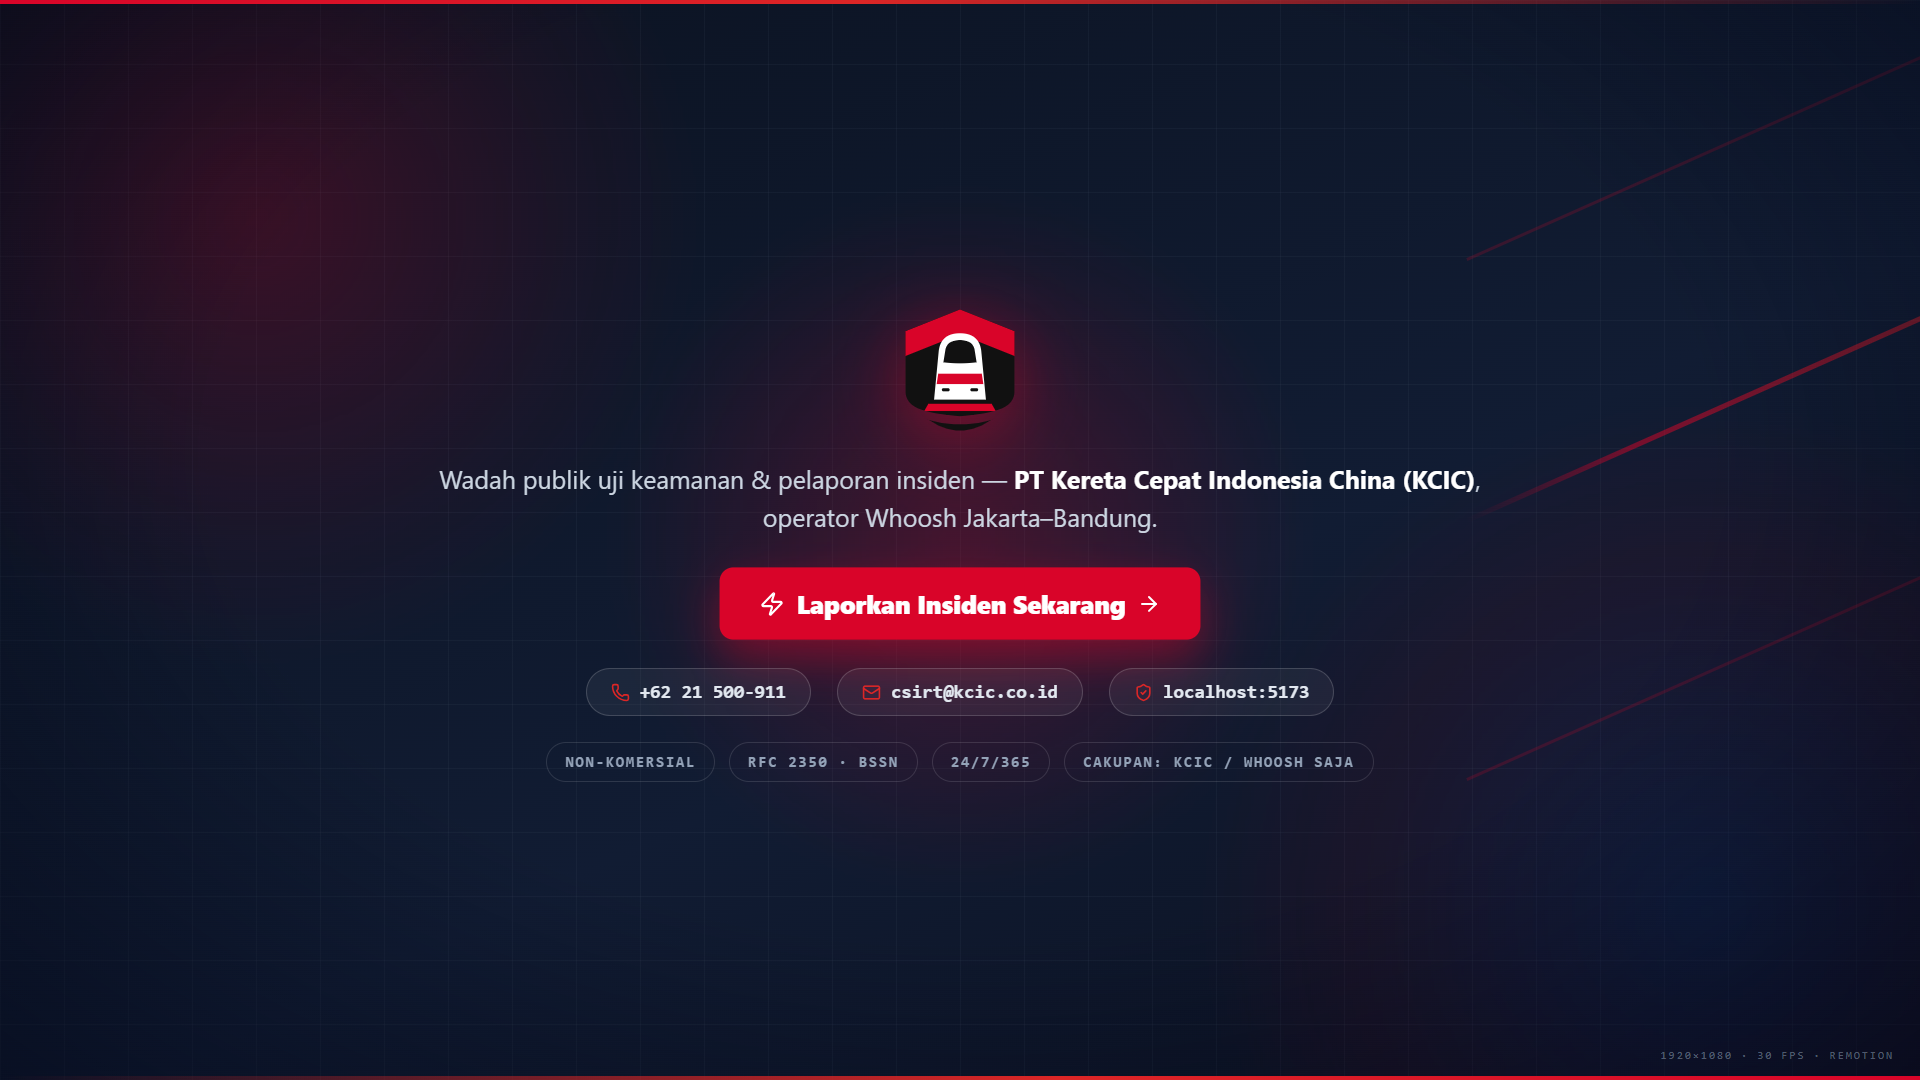 Wadah publik uji keamanan & pelaporan insiden — PT Kereta Cepat Indonesia China (KCIC),
operator Whoosh Jakarta–Bandung.
Laporkan Insiden Sekarang →
+62 21 500-911
csirt@kcic.co.id
localhost:5173
NON-KOMERSIAL
RFC 2350 · BSSN
24/7/365
CAKUPAN: KCIC / WHOOSH SAJA
1920×1080 · 30 FPS · REMOTION